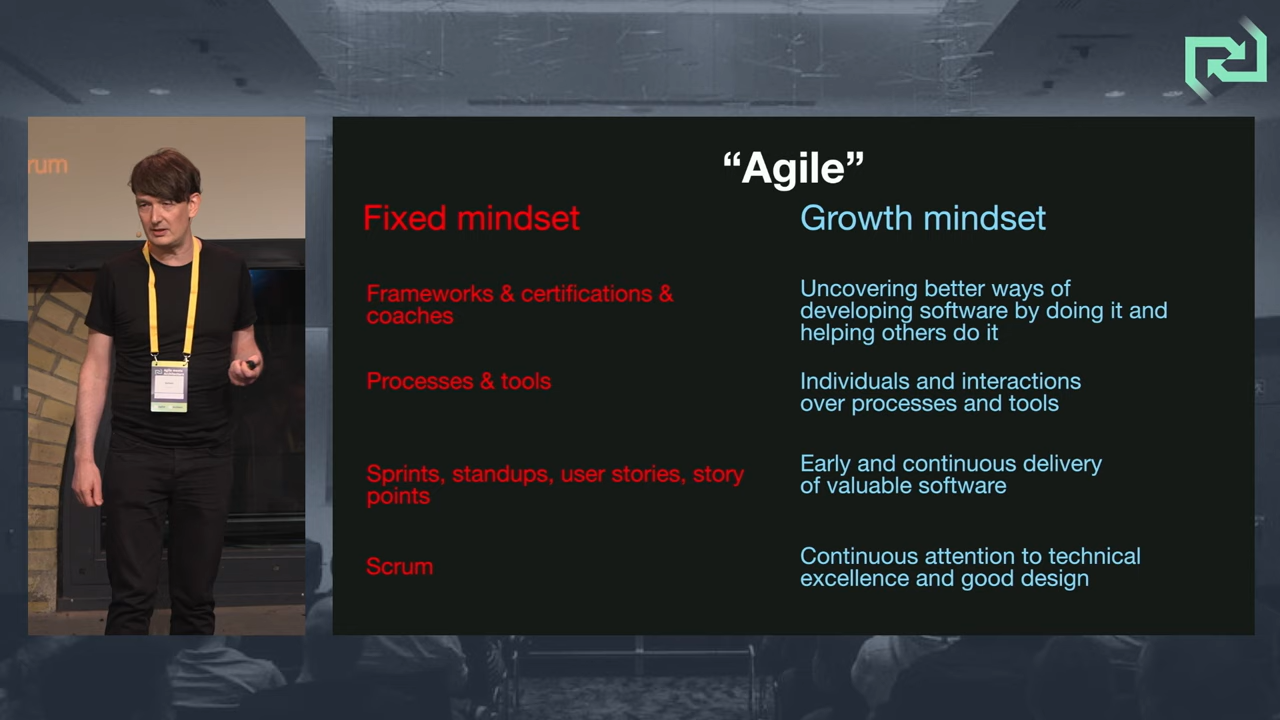 rum
“Agile”
Fixed mindset
Growth mindset
Frameworks & certifications &
coaches
Uncovering better ways of
developing software by doing it and
helping others do it
Processes & tools
Individuals and interactions
over processes and tools
Sprints, standups, user stories, story
points
Early and continuous delivery
of valuable software
Scrum
Continuous attention to technical
excellence and good design